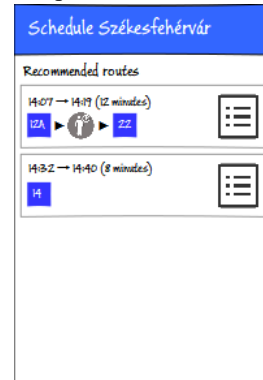 Schedule Székesfehérvár
Recommended routes
14:07 → 14:19 (12 minutes)
12A ▶ ▶ 22
14:32 → 14:40 (8 minutes)
14